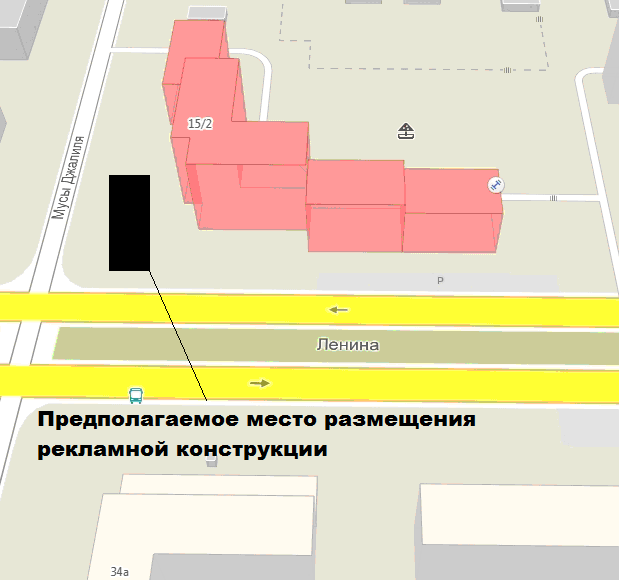 15/2
Мусы Джалиля
P
Ленина
Предполагаемое место размещения
рекламной конструкции
34а